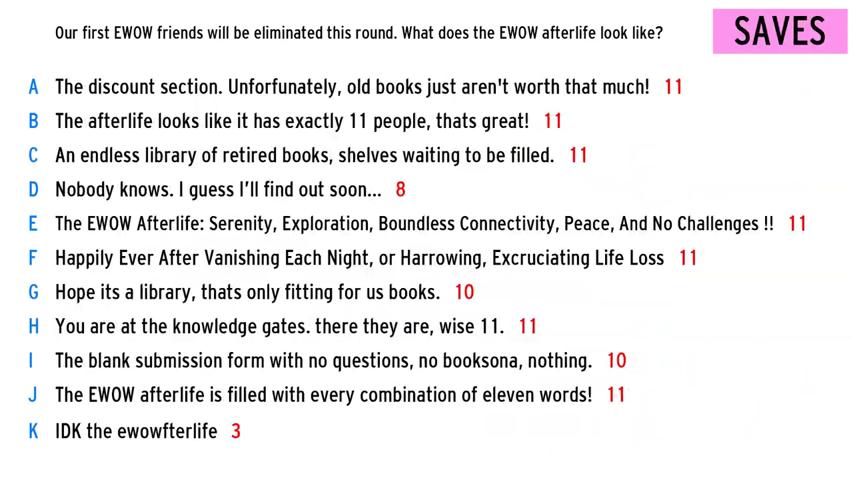 Our first EWOW friends will be eliminated this round. What does the EWOW afterlife look like?
SAVES
A The discount section. Unfortunately, old books just aren't worth that much! 11
B The afterlife looks like it has exactly 11 people, thats great! 11
C An endless library of retired books, shelves waiting to be filled. 11
D Nobody knows. I guess I'll find out soon... 8
E The EWOW Afterlife: Serenity, Exploration, Boundless Connectivity, Peace, And No Challenges !! 11
F Happily Ever After Vanishing Each Night, or Harrowing, Excruciating Life Loss 11
G Hope its a library, thats only fitting for us books. 10
H You are at the knowledge gates. there they are, wise 11. 11
I The blank submission form with no questions, no booksona, nothing. 10
J The EWOW afterlife is filled with every combination of eleven words! 11
K IDK the ewowfterlife 3